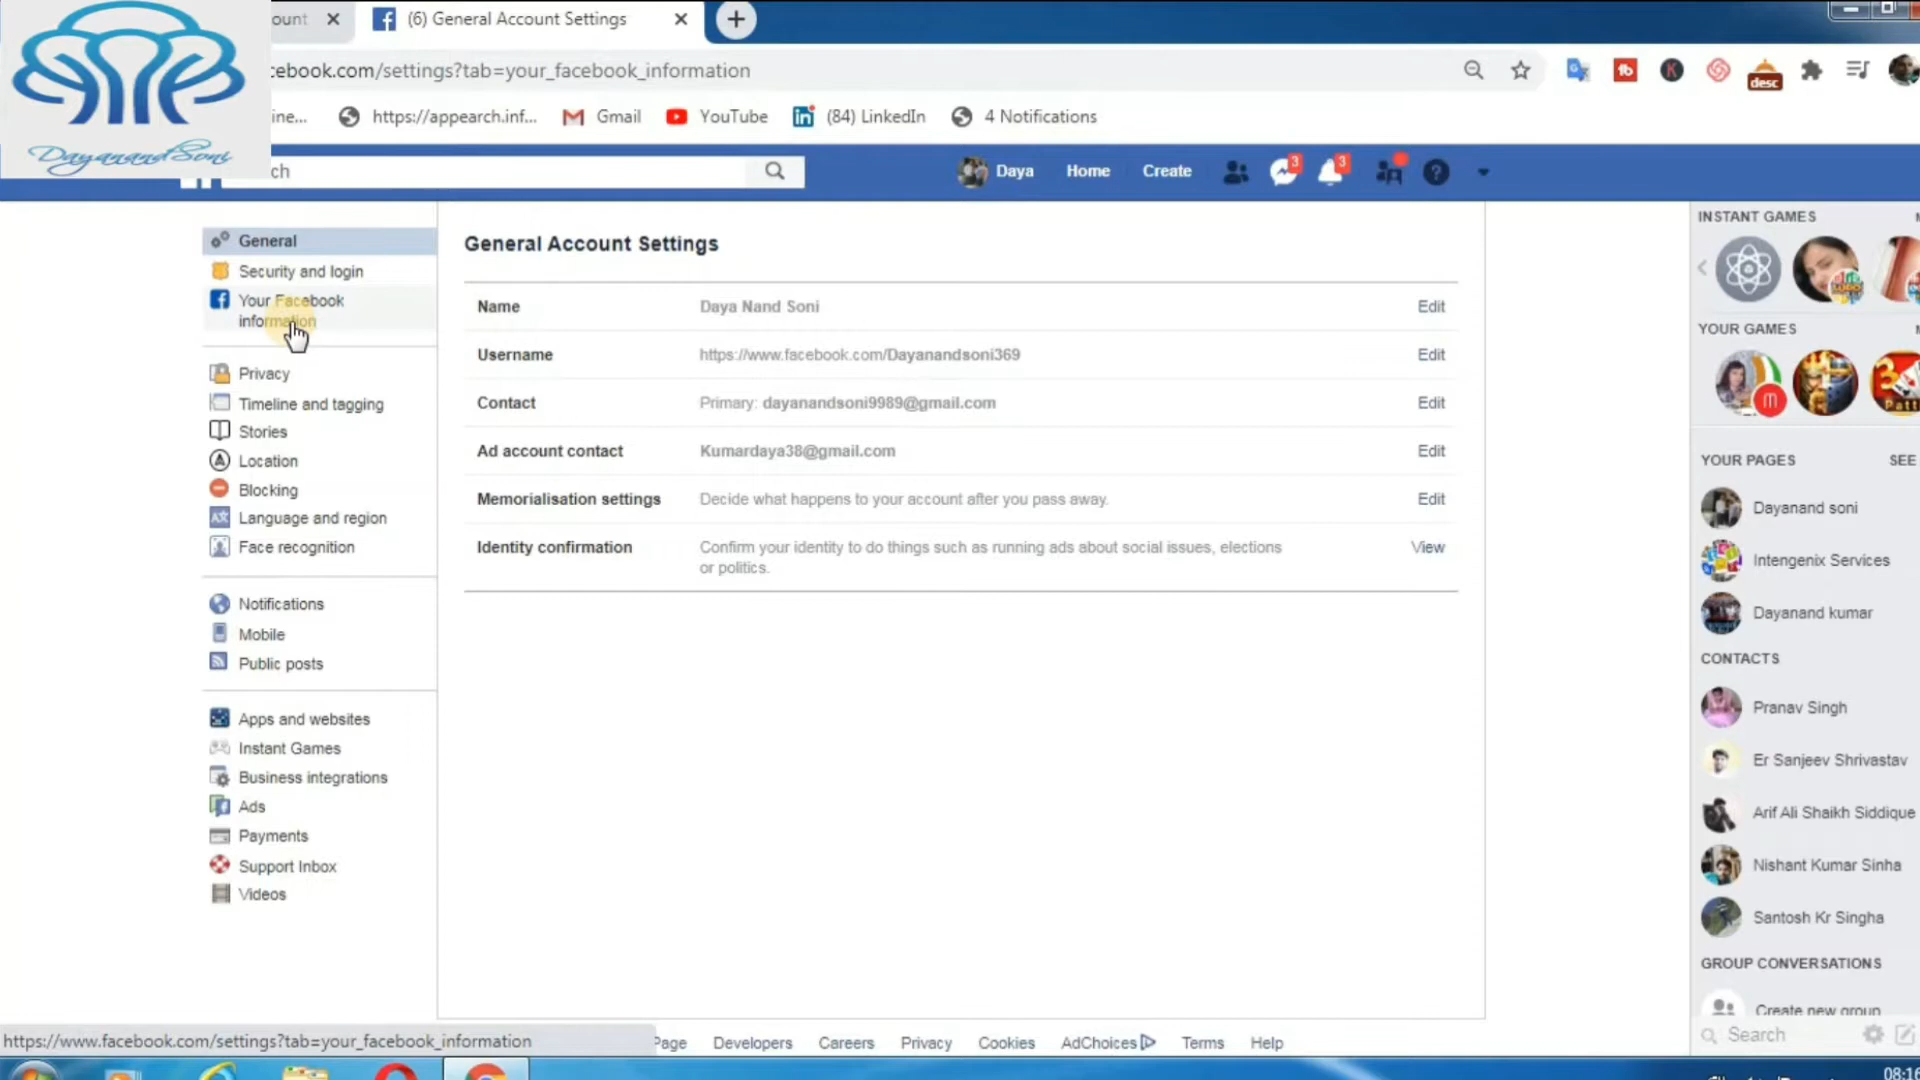 ount
(6) General Account Settings
cebook.com/settings?tab=your_facebook_information
desc
ine...
https://appearch.inf...
Gmail
YouTube
(84) LinkedIn
4 Notifications
DayanandSoni
ch
Daya
Home
Create
3
3
General
Security and login
Your Facebook
information
Privacy
Timeline and tagging
Stories
Location
Blocking
Language and region
Face recognition
Notifications
Mobile
Public posts
Apps and websites
Instant Games
Business integrations
Ads
Payments
Support Inbox
Videos
General Account Settings
Name Daya Nand Soni Edit
Username https://www.facebook.com/Dayanandsoni369 Edit
Contact Primary: dayanandsoni9989@gmail.com Edit
Ad account contact Kumardaya38@gmail.com Edit
Memorialisation settings Decide what happens to your account after you pass away. Edit
Identity confirmation Confirm your identity to do things such as running ads about social issues, elections View
or politics.
INSTANT GAMES
YOUR GAMES
YOUR PAGES SEE
Dayanand soni
Intengenix Services
Dayanand kumar
CONTACTS
Pranav Singh
Er Sanjeev Shrivastav
Arif Ali Shaikh Siddique
Nishant Kumar Sinha
Santosh Kr Singha
GROUP CONVERSATIONS
Create new group
Search
https://www.facebook.com/settings?tab=your_facebook_information
Page Developers Careers Privacy Cookies AdChoices Terms Help
08:16